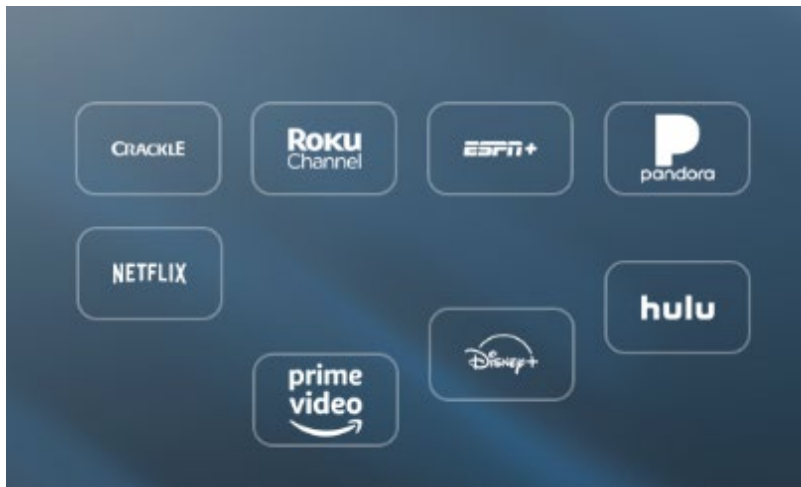 CRACKLE
ROKU
Channel
ESPN+
P
pandora
NETFLIX
hulu
Disney+
prime
video